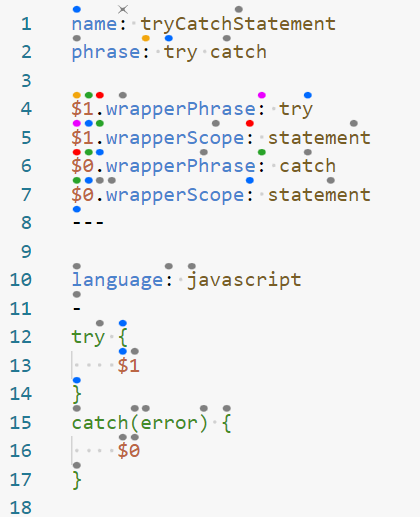 1 name: tryCatchStatement
2 phrase: try catch
3
4 $1.wrapperPhrase: try
5 $1.wrapperScope: statement
6 $0.wrapperPhrase: catch
7 $0.wrapperScope: statement
8 ---
9
10 language: javascript
11 -
12 try {
13     $1
14 }
15 catch(error) {
16     $0
17 }
18